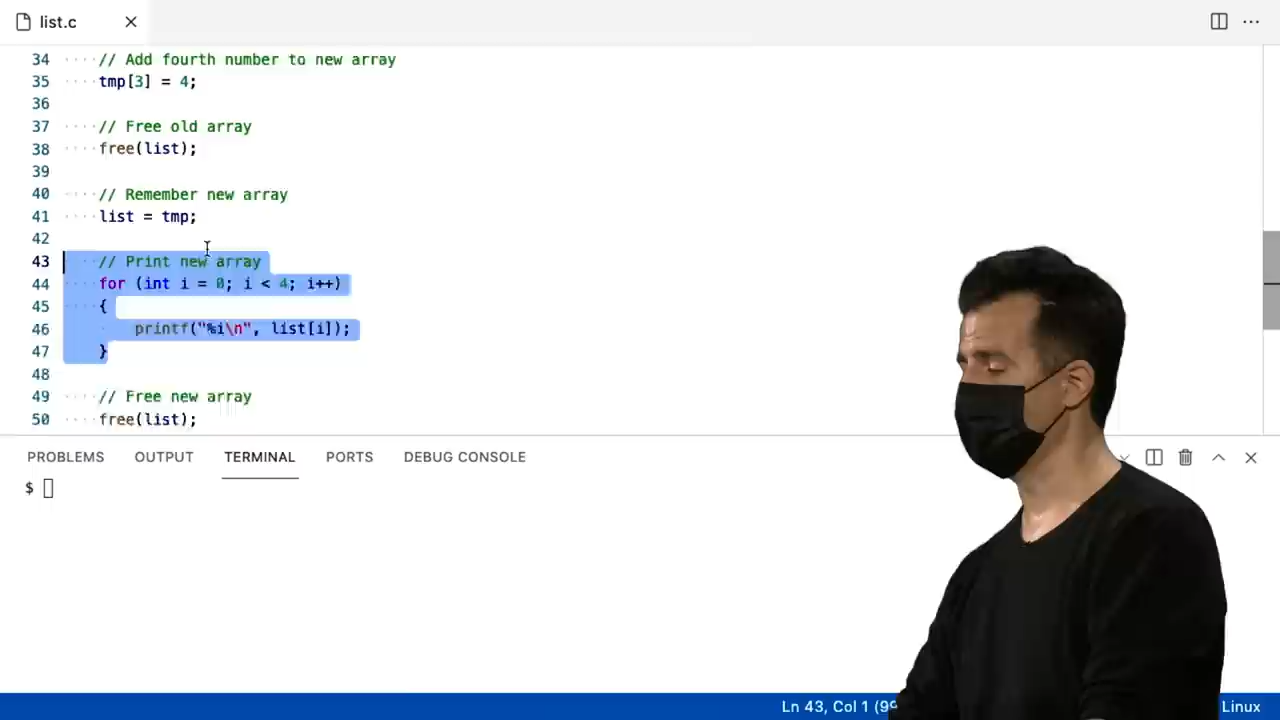 list.c
34 // Add fourth number to new array
35 tmp[3] = 4;
36
37 // Free old array
38 free(list);
39
40 // Remember new array
41 list = tmp;
42
43 // Print new array
44 for (int i = 0; i < 4; i++)
45 {
46 printf("%i\n", list[i]);
47 }
48
49 // Free new array
50 free(list);
PROBLEMS OUTPUT TERMINAL PORTS DEBUG CONSOLE
$
Ln 43, Col 1 (99 Linux